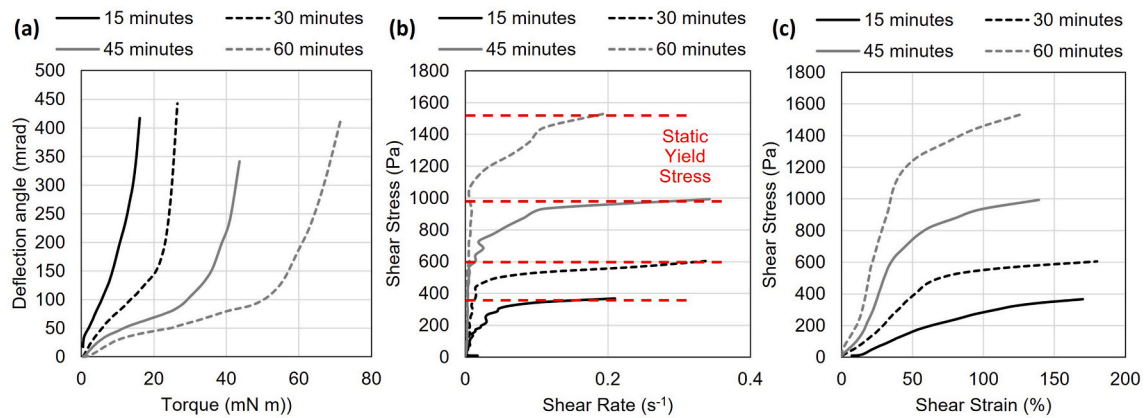 (a)
15 minutes
30 minutes
45 minutes
60 minutes
500
450
400
350
300
250
200
150
100
50
0
Deflection angle (mrad)
0
20
40
60
80
Torque (mN m))
(b)
15 minutes
30 minutes
45 minutes
60 minutes
1800
1600
1400
1200
1000
800
600
400
200
0
Shear Stress (Pa)
Static
Yield
Stress
0
0.2
0.4
Shear Rate (s⁻¹)
(c)
15 minutes
30 minutes
45 minutes
60 minutes
1800
1600
1400
1200
1000
800
600
400
200
0
Shear Stress (Pa)
0
50
100
150
200
Shear Strain (%)